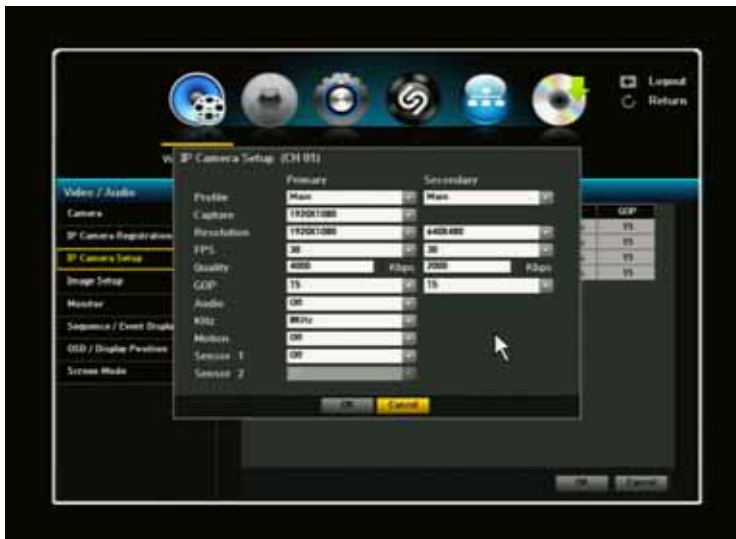 Logout
Return
IP Camera Setup (CH 01)
Primary Secondary
Profile Main Main
Capture 1920X1080
Resolution 1920X1080 640X480
FPS 30 30
Quality 4000 Kbps 2000 Kbps
GOP 15 15
Audio Off
KHz 8KHz
Motion Off
Sensor 1 Off
Sensor 2
OK Cancel
Video / Audio
Camera
IP Camera Registration
IP Camera Setup
Image Setup
Monitor
Sequence / Event Displa
OSD / Display Position
Screen Mode
GOP
15
15
15
15
OK Cancel